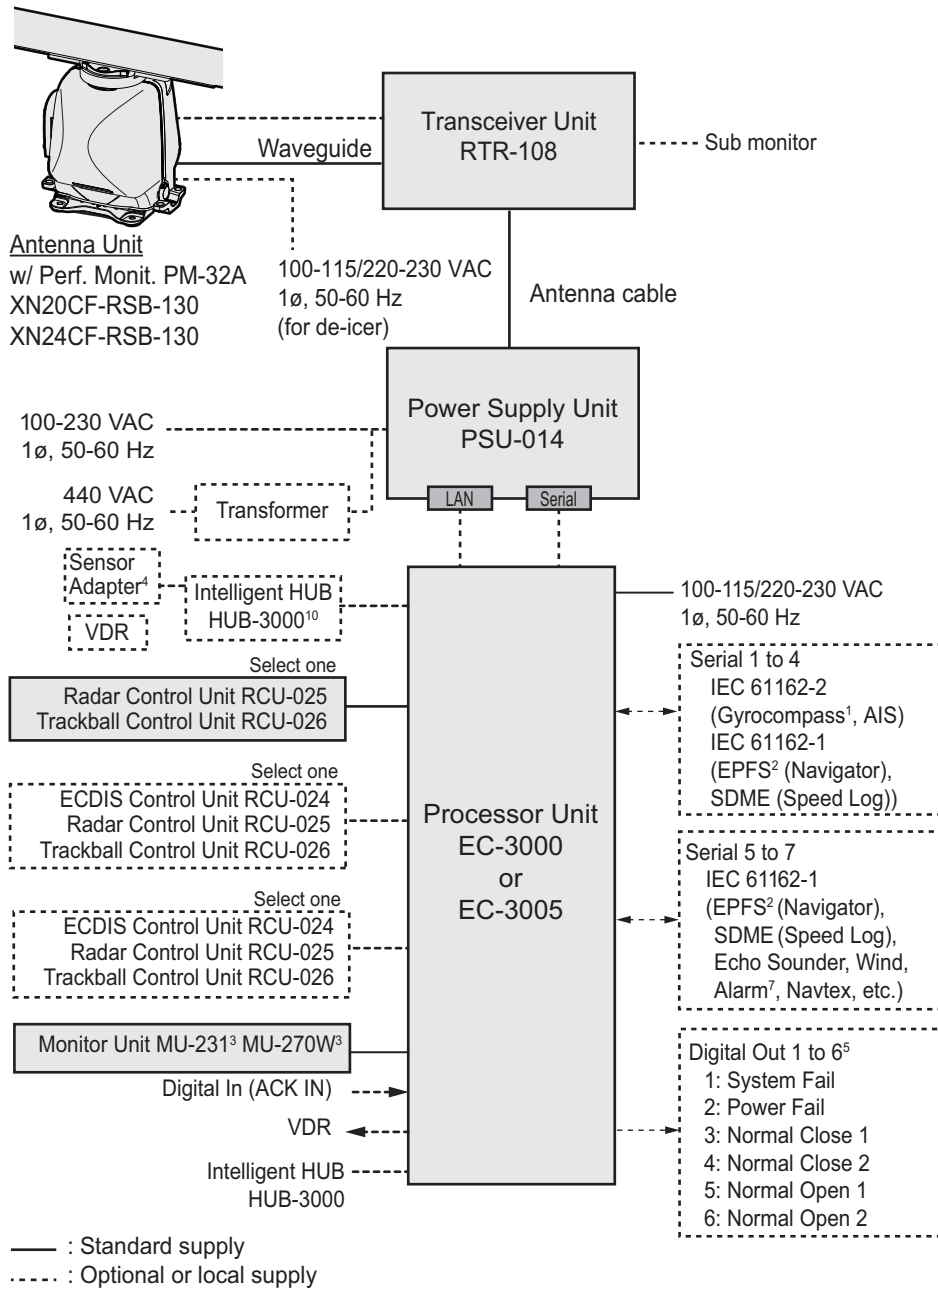 Transceiver Unit
RTR-108
Waveguide
Sub monitor
Antenna Unit
w/ Perf. Monit. PM-32A
XN20CF-RSB-130
XN24CF-RSB-130
100-115/220-230 VAC
1ø, 50-60 Hz
(for de-icer)
Antenna cable
Power Supply Unit
PSU-014
LAN
Serial
100-230 VAC
1ø, 50-60 Hz
440 VAC
1ø, 50-60 Hz
Transformer
Sensor
Adapter⁴
VDR
Intelligent HUB
HUB-3000¹⁰
100-115/220-230 VAC
1ø, 50-60 Hz
Select one
Radar Control Unit RCU-025
Trackball Control Unit RCU-026
Select one
ECDIS Control Unit RCU-024
Radar Control Unit RCU-025
Trackball Control Unit RCU-026
Select one
ECDIS Control Unit RCU-024
Radar Control Unit RCU-025
Trackball Control Unit RCU-026
Processor Unit
EC-3000
or
EC-3005
Serial 1 to 4
IEC 61162-2
(Gyrocompass¹, AIS)
IEC 61162-1
(EPFS² (Navigator),
SDME (Speed Log))
Serial 5 to 7
IEC 61162-1
(EPFS² (Navigator),
SDME (Speed Log),
Echo Sounder, Wind,
Alarm⁷, Navtex, etc.)
Monitor Unit MU-231³ MU-270W³
Digital In (ACK IN)
VDR
Intelligent HUB
HUB-3000
Digital Out 1 to 6⁵
1: System Fail
2: Power Fail
3: Normal Close 1
4: Normal Close 2
5: Normal Open 1
6: Normal Open 2
: Standard supply
: Optional or local supply